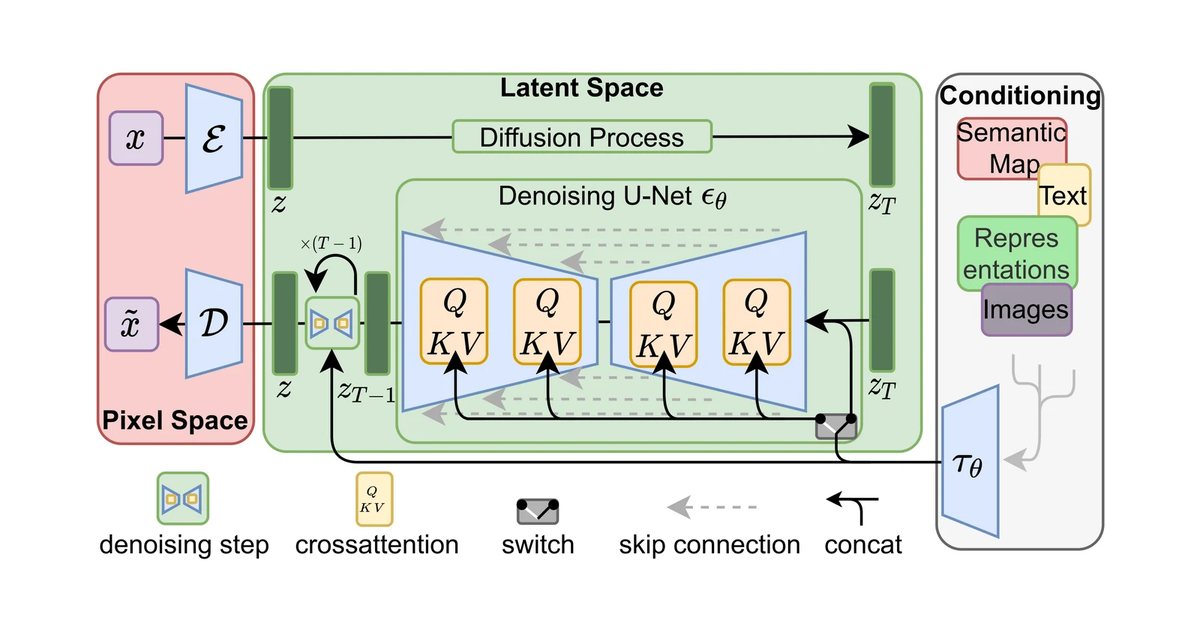 Latent Space
Conditioning
x
ℰ
Diffusion Process
Semantic
Map
Text
z
z_T
Denoising U-Net ϵ_θ
Repres
entations
Images
×(T − 1)
Q
KV
Q
KV
Q
KV
Q
KV
x̃
𝒟
z
z_{T−1}
z_T
Pixel Space
τ_θ
Q
KV
denoising step
crossattention
switch
skip connection
concat